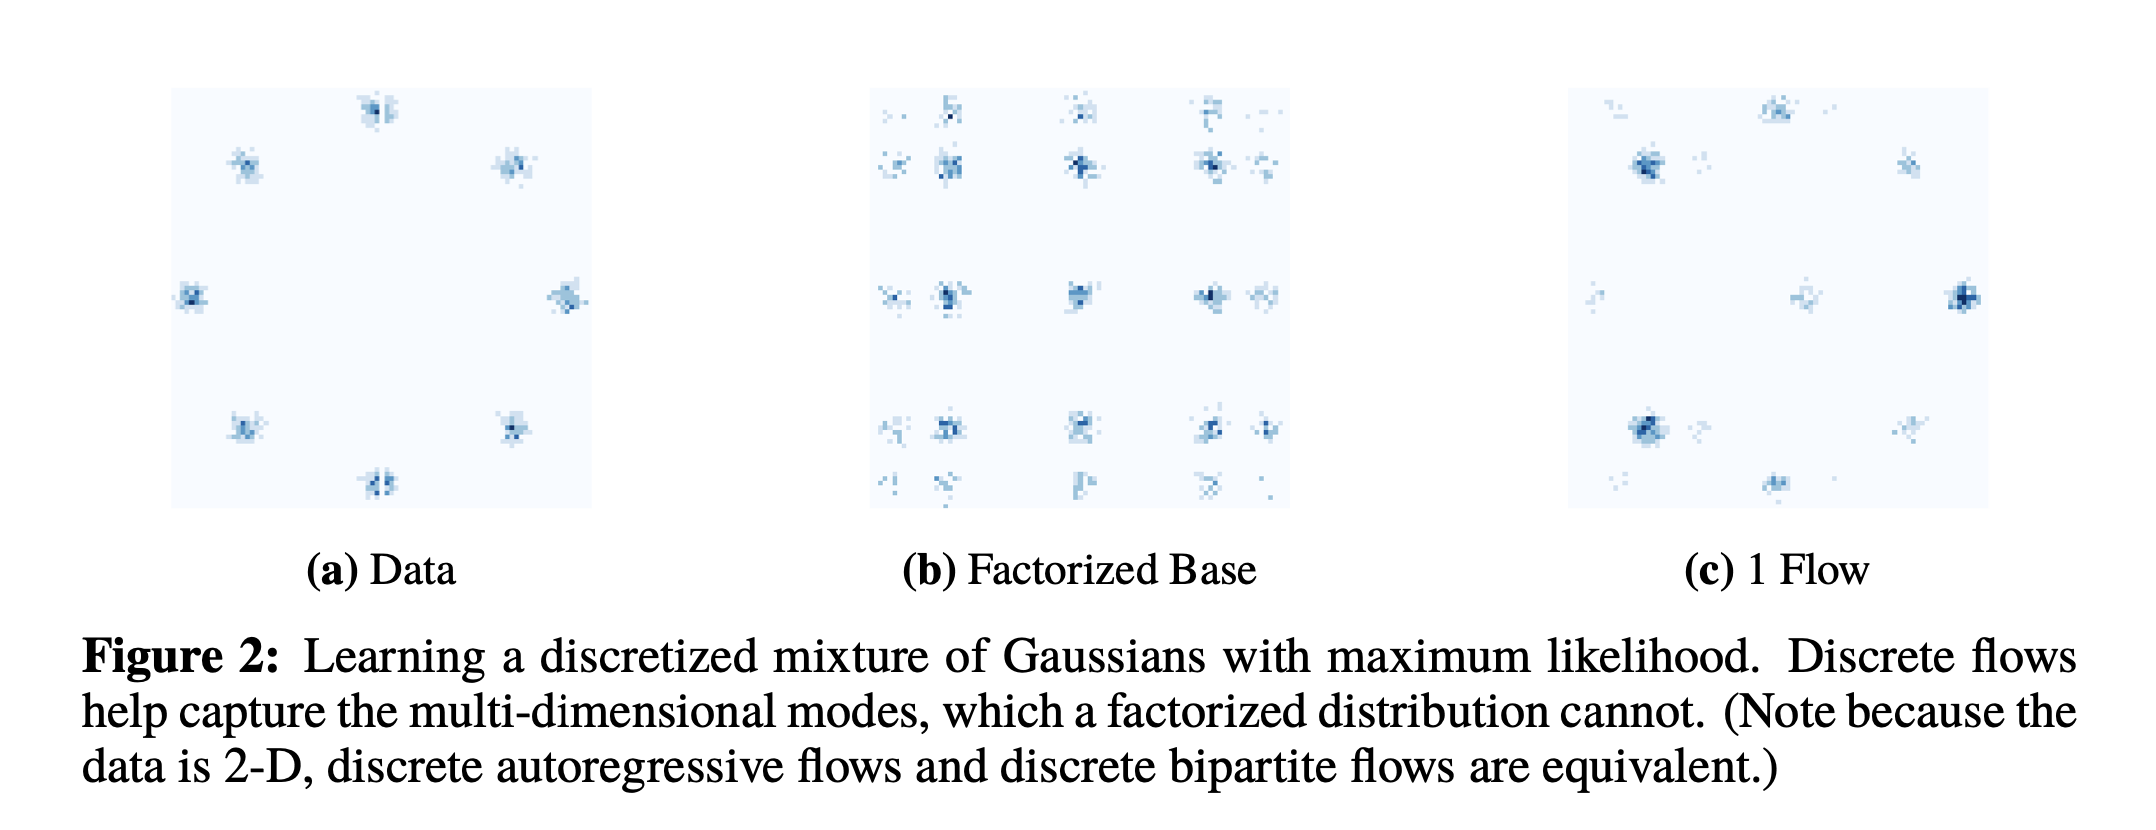 (a) Data
(b) Factorized Base
(c) 1 Flow
Figure 2: Learning a discretized mixture of Gaussians with maximum likelihood. Discrete flows
help capture the multi-dimensional modes, which a factorized distribution cannot. (Note because the
data is 2-D, discrete autoregressive flows and discrete bipartite flows are equivalent.)